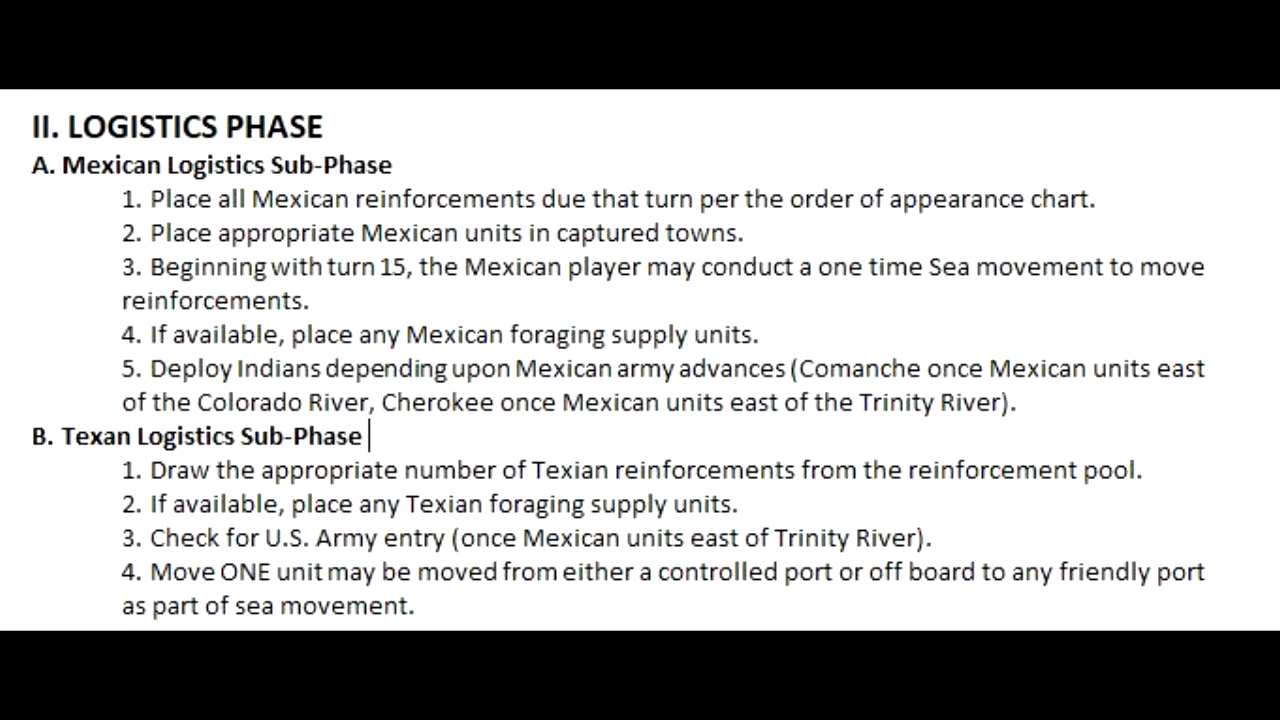 II. LOGISTICS PHASE
A. Mexican Logistics Sub-Phase
1. Place all Mexican reinforcements due that turn per the order of appearance chart.
2. Place appropriate Mexican units in captured towns.
3. Beginning with turn 15, the Mexican player may conduct a one time Sea movement to move
reinforcements.
4. If available, place any Mexican foraging supply units.
5. Deploy Indians depending upon Mexican army advances (Comanche once Mexican units east
of the Colorado River, Cherokee once Mexican units east of the Trinity River).
B. Texan Logistics Sub-Phase
1. Draw the appropriate number of Texian reinforcements from the reinforcement pool.
2. If available, place any Texian foraging supply units.
3. Check for U.S. Army entry (once Mexican units east of Trinity River).
4. Move ONE unit may be moved from either a controlled port or off board to any friendly port
as part of sea movement.